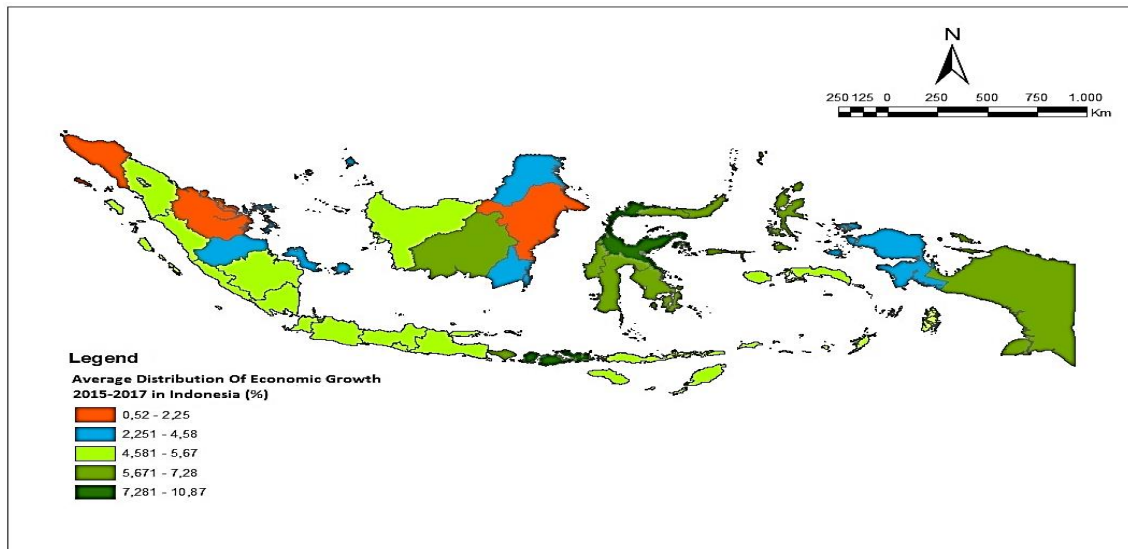 N
250 125 0 250 500 750 1.000
Km
Legend
Average Distribution Of Economic Growth
2015-2017 in Indonesia (%)
0,52 - 2,25
2,251 - 4,58
4,581 - 5,67
5,671 - 7,28
7,281 - 10,87